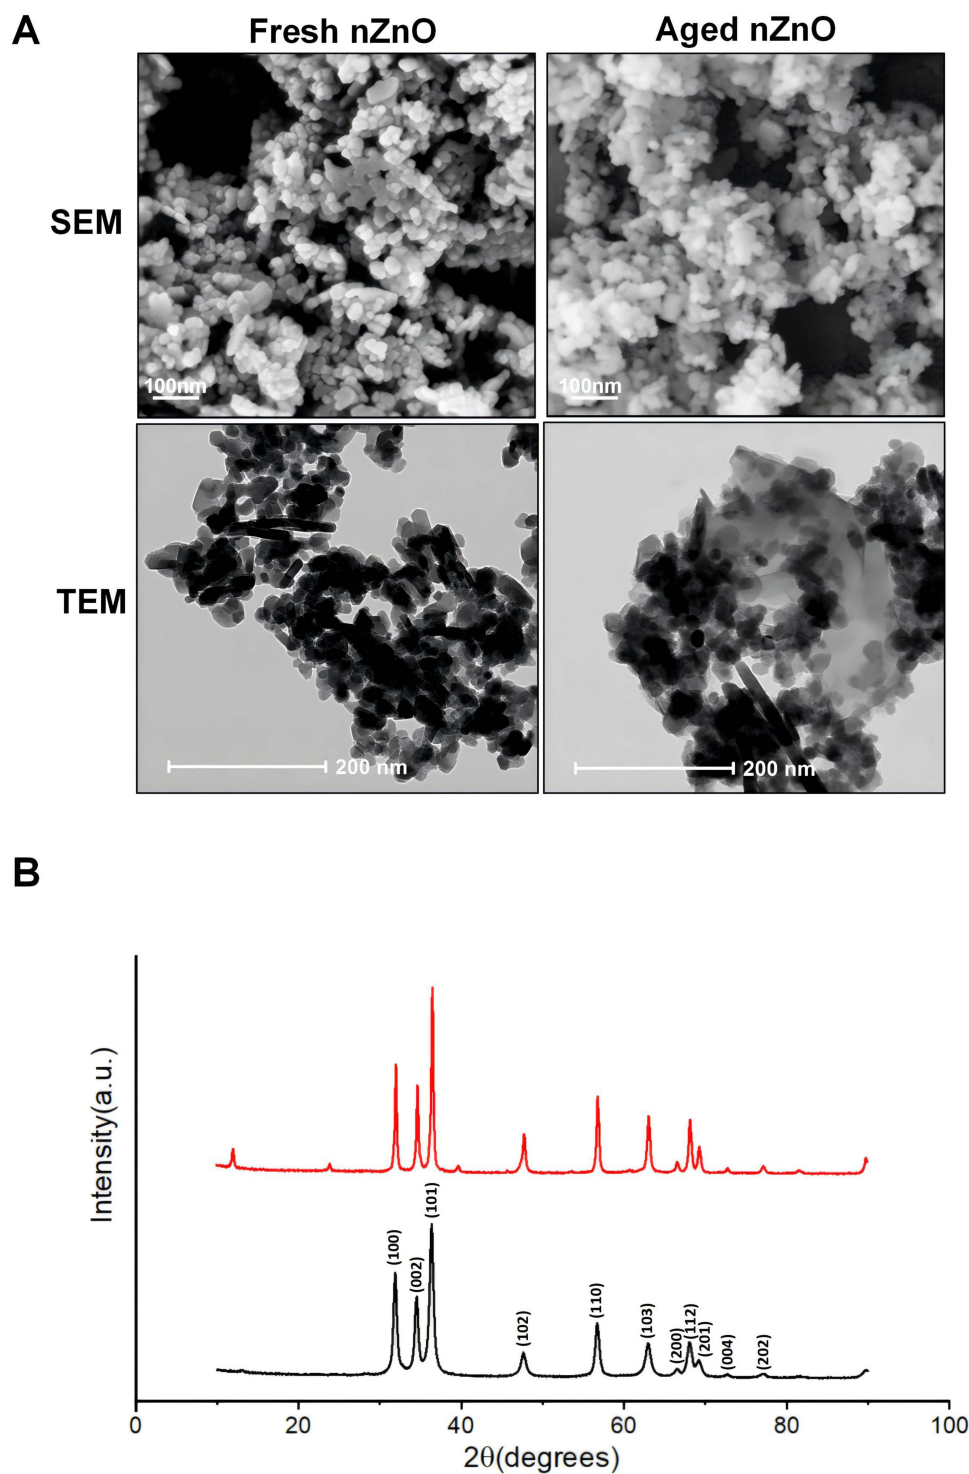 A
Fresh nZnO
Aged nZnO
SEM
100nm
100nm
TEM
200 nm
200 nm
B
Intensity(a.u.)
(100)
(002)
(101)
(102)
(110)
(103)
(200)
(112)
(201)
(004)
(202)
0
20
40
60
80
100
2θ(degrees)